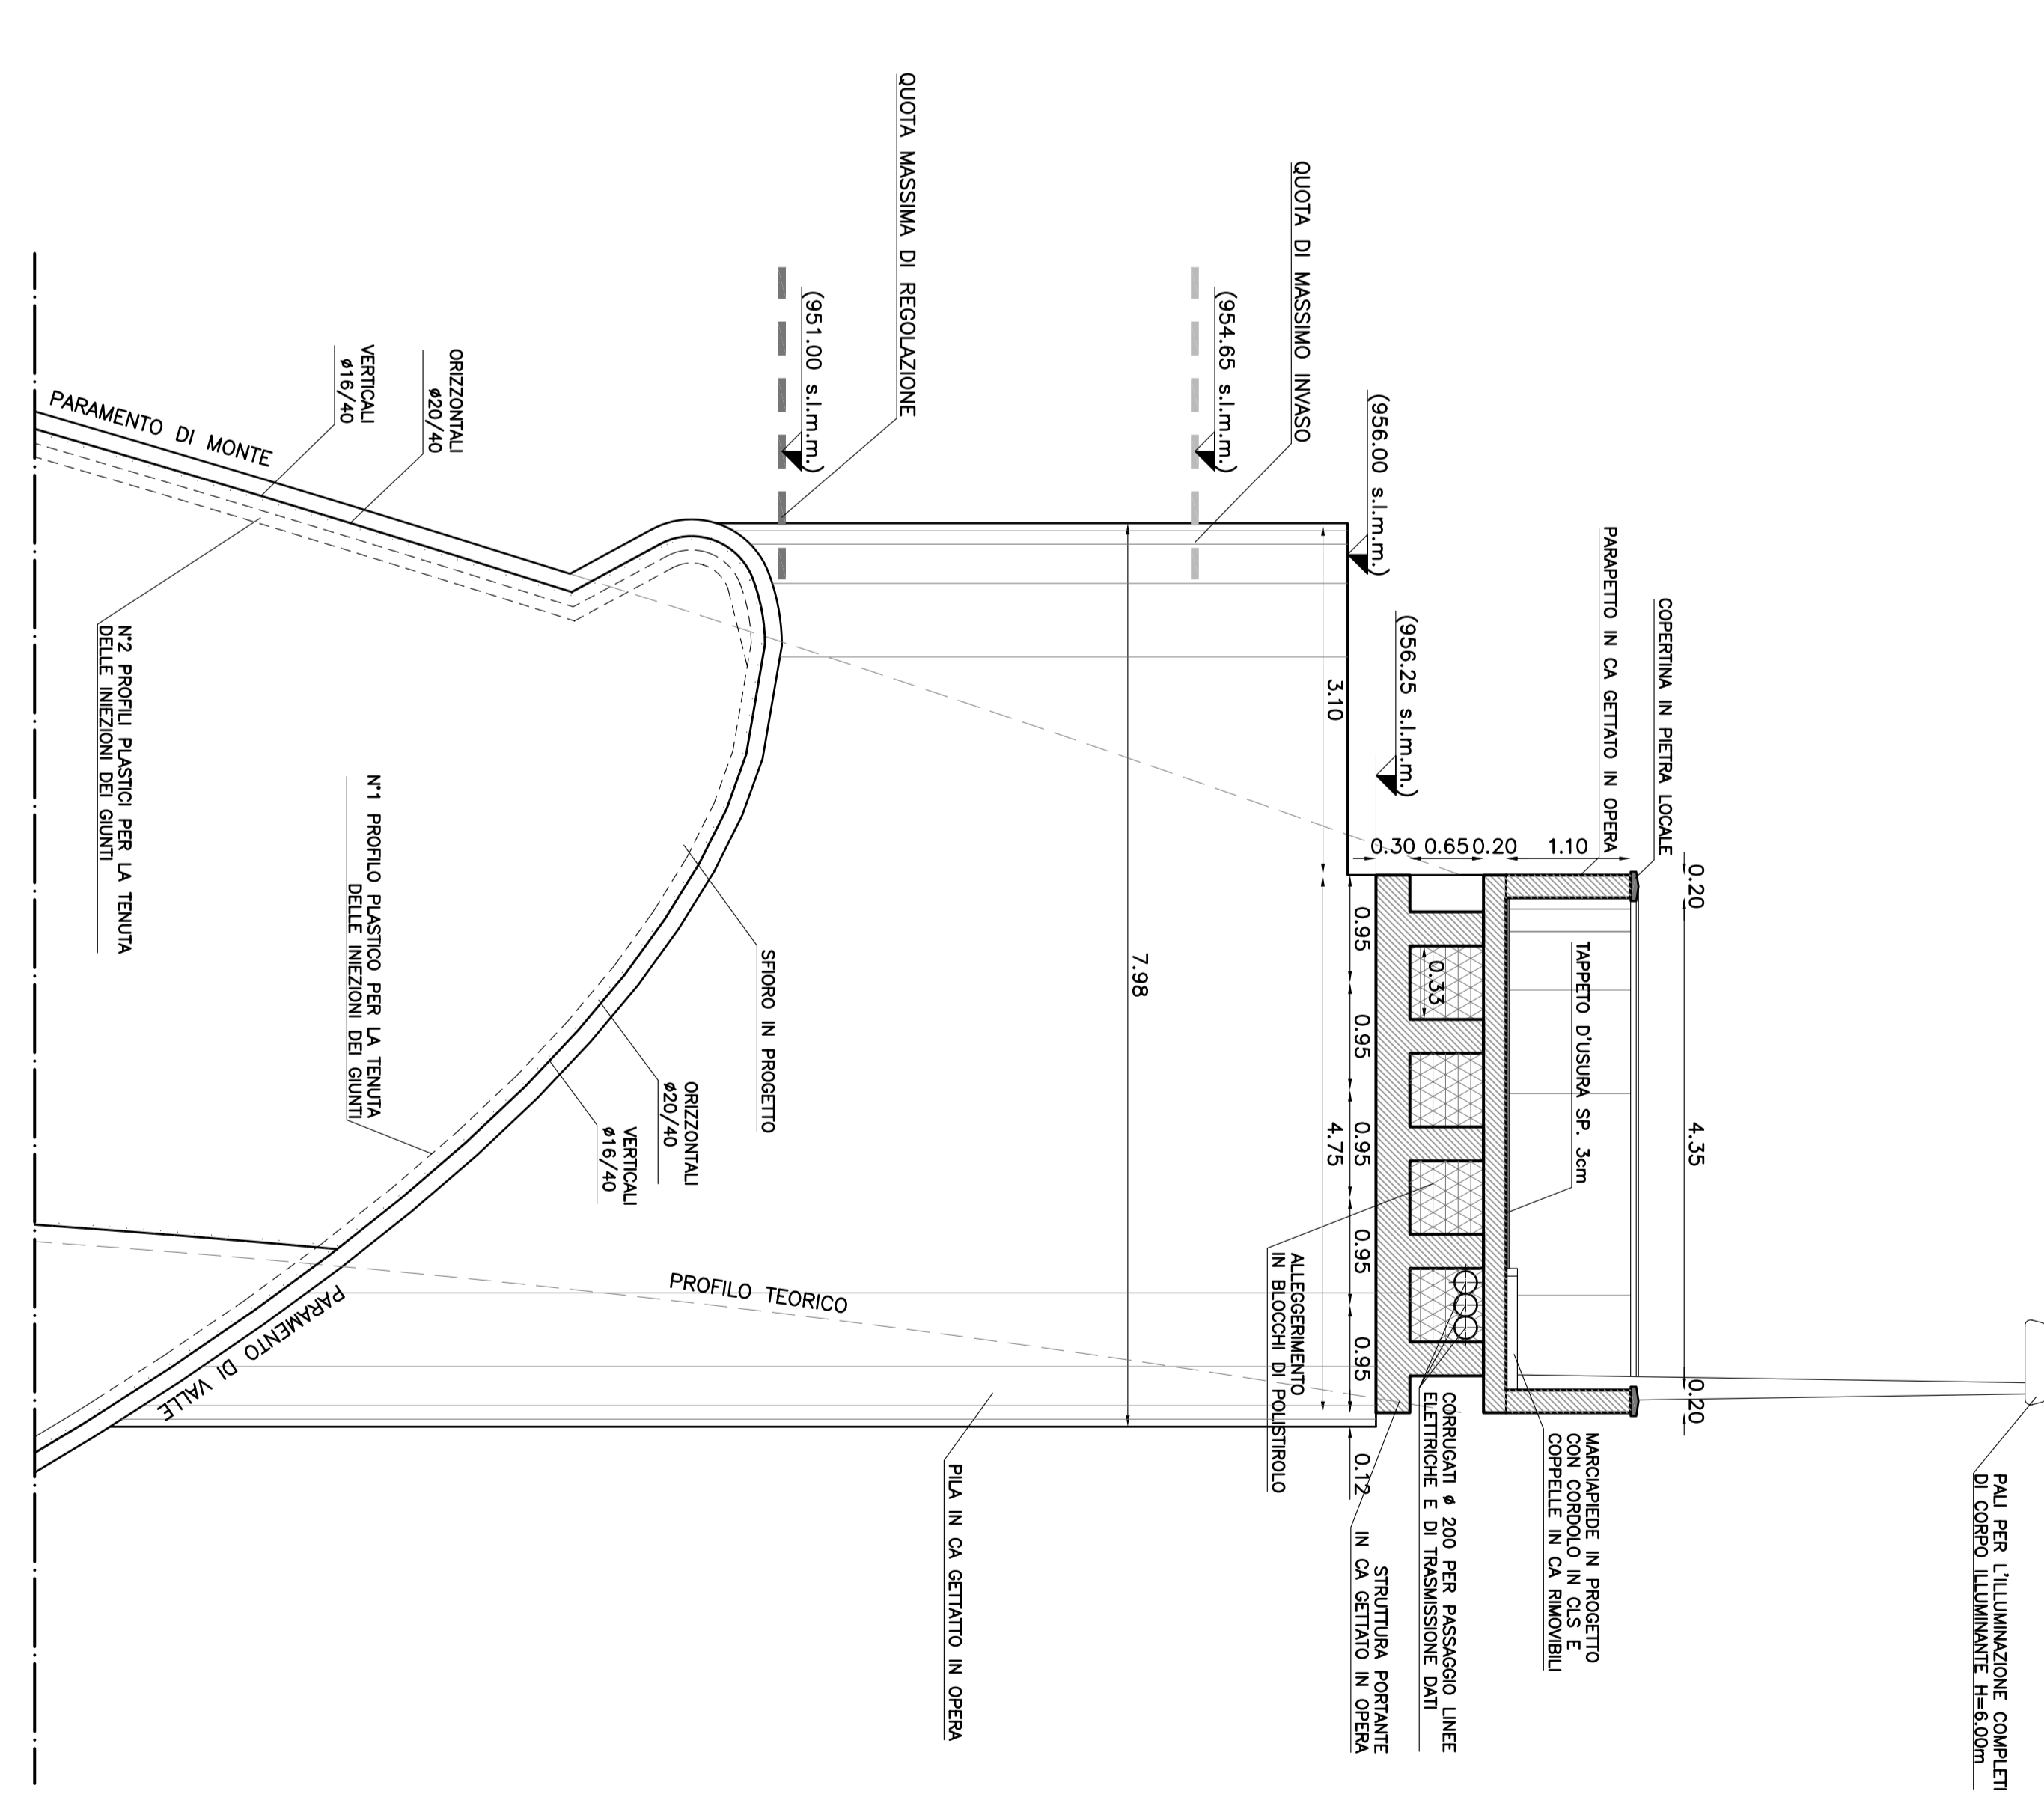 PALI PER L'ILLUMINAZIONE COMPLETI
DI CORPO ILLUMINANTE H=6.00m
0.20
4.35
0.20
COPERTINA IN PIETRA LOCALE
PARAPETTO IN CA GETTATO IN OPERA
TAPPETO D'USURA SP. 3cm
MARCIAPIEDE IN PROGETTO
CON CORDOLO IN CLS E
COPPELLE IN CA RIMOVIBILI
1.10
0.20
0.65
0.30
CORRUGATI ø 200 PER PASSAGGIO LINEE
ELETTRICHE E DI TRASMISSIONE DATI
0.33
(956.25 s.l.m.m.)
(956.00 s.l.m.m.)
STRUTTURA PORTANTE
IN CA GETTATO IN OPERA
0.95
0.95
0.95
0.95
0.95
0.12
3.10
4.75
QUOTA DI MASSIMO INVASO
ALLEGGERIMENTO
IN BLOCCHI DI POLISTIROLO
(954.65 s.l.m.m.)
7.98
PILA IN CA GETTATTO IN OPERA
QUOTA MASSIMA DI REGOLAZIONE
(951.00 s.l.m.m.)
PROFILO TEORICO
SFIORO IN PROGETTO
ORIZZONTALI
ø20/40
VERTICALI
ø16/40
ORIZZONTALI
ø20/40
VERTICALI
ø16/40
PARAMENTO DI MONTE
PARAMENTO DI VALLE
N°1 PROFILO PLASTICO PER LA TENUTA
DELLE INIEZIONI DEI GIUNTI
N°2 PROFILI PLASTICI PER LA TENUTA
DELLE INIEZIONI DEI GIUNTI